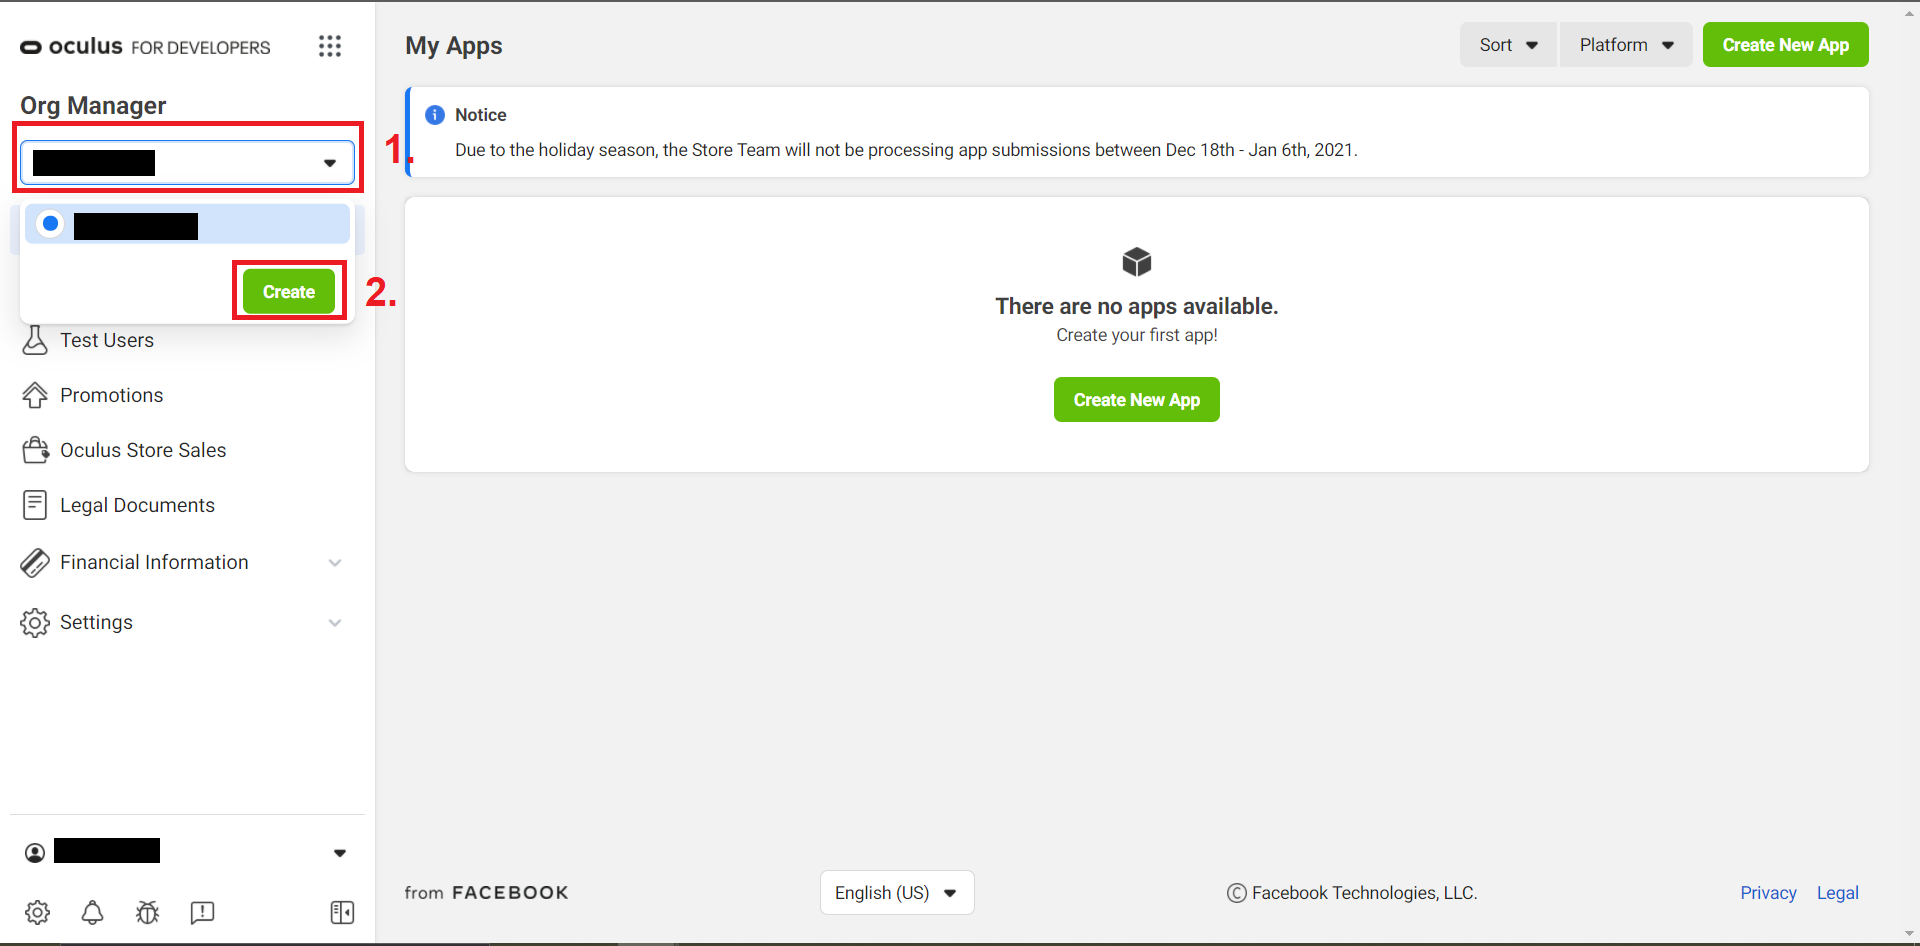 oculus FOR DEVELOPERS
Org Manager
1.
Create
2.
Test Users
Promotions
Oculus Store Sales
Legal Documents
Financial Information
Settings
My Apps
Sort
Platform
Create New App
Notice
Due to the holiday season, the Store Team will not be processing app submissions between Dec 18th - Jan 6th, 2021.
There are no apps available.
Create your first app!
Create New App
from FACEBOOK
English (US)
© Facebook Technologies, LLC.
Privacy
Legal